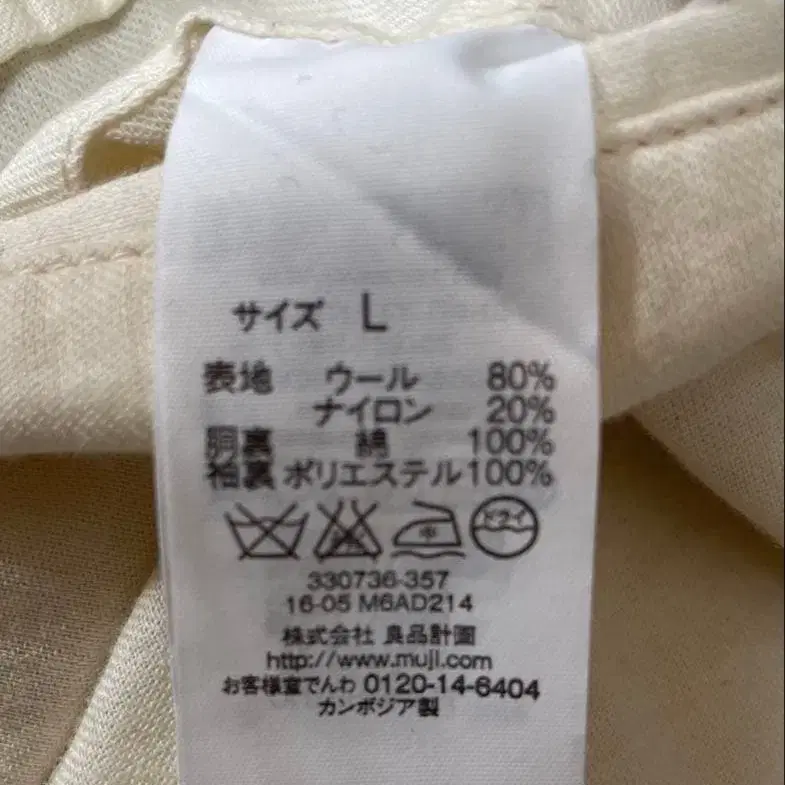 サイズ L
表地 ウール 80%
ナイロン 20%
胴裏 綿 100%
袖裏 ポリエステル 100%
ドライ
330736-357
16-05 M6AD214
株式会社 良品計画
http://www.muji.com
お客様室でんわ 0120-14-6404
カンボジア製